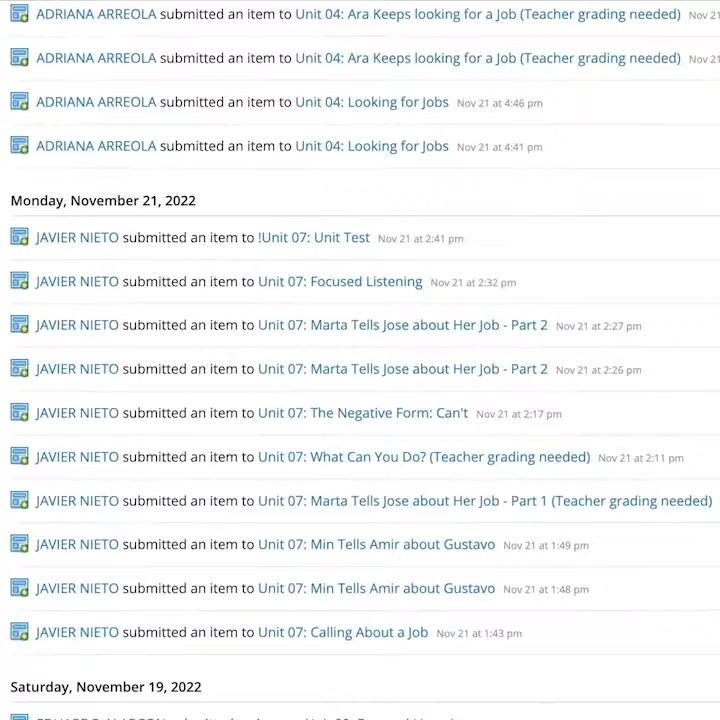 ADRIANA ARREOLA submitted an item to Unit 04: Ara Keeps looking for a Job (Teacher grading needed) Nov 21
ADRIANA ARREOLA submitted an item to Unit 04: Ara Keeps looking for a Job (Teacher grading needed) Nov 21
ADRIANA ARREOLA submitted an item to Unit 04: Looking for Jobs Nov 21 at 4:46 pm
ADRIANA ARREOLA submitted an item to Unit 04: Looking for Jobs Nov 21 at 4:41 pm
Monday, November 21, 2022
JAVIER NIETO submitted an item to !Unit 07: Unit Test Nov 21 at 2:41 pm
JAVIER NIETO submitted an item to Unit 07: Focused Listening Nov 21 at 2:32 pm
JAVIER NIETO submitted an item to Unit 07: Marta Tells Jose about Her Job - Part 2 Nov 21 at 2:27 pm
JAVIER NIETO submitted an item to Unit 07: Marta Tells Jose about Her Job - Part 2 Nov 21 at 2:26 pm
JAVIER NIETO submitted an item to Unit 07: The Negative Form: Can't Nov 21 at 2:17 pm
JAVIER NIETO submitted an item to Unit 07: What Can You Do? (Teacher grading needed) Nov 21 at 2:11 pm
JAVIER NIETO submitted an item to Unit 07: Marta Tells Jose about Her Job - Part 1 (Teacher grading needed)
JAVIER NIETO submitted an item to Unit 07: Min Tells Amir about Gustavo Nov 21 at 1:49 pm
JAVIER NIETO submitted an item to Unit 07: Min Tells Amir about Gustavo Nov 21 at 1:48 pm
JAVIER NIETO submitted an item to Unit 07: Calling About a Job Nov 21 at 1:43 pm
Saturday, November 19, 2022